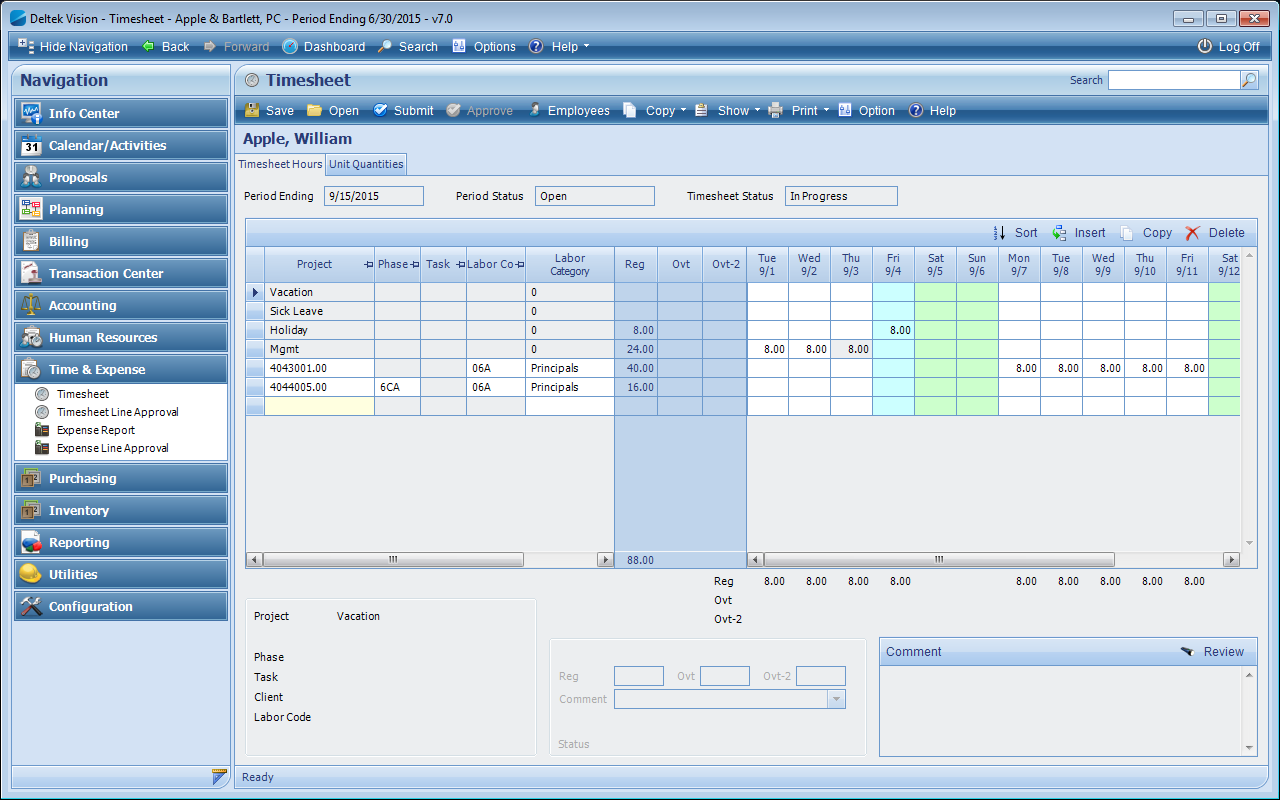 Deltek Vision - Timesheet - Apple & Bartlett, PC - Period Ending 6/30/2015 - v7.0
Hide Navigation Back Forward Dashboard Search Options Help Log Off
Navigation
Info Center
Calendar/Activities
Proposals
Planning
Billing
Transaction Center
Accounting
Human Resources
Time & Expense
Timesheet
Timesheet Line Approval
Expense Report
Expense Line Approval
Purchasing
Inventory
Reporting
Utilities
Configuration
Timesheet Search
Save Open Submit Approve Employees Copy Show Print Option Help
Apple, William
Timesheet Hours Unit Quantities
Period Ending 9/15/2015 Period Status Open Timesheet Status In Progress
Sort Insert Copy Delete
Project Phase Task Labor Co Labor Category Reg Ovt Ovt-2 Tue 9/1 Wed 9/2 Thu 9/3 Fri 9/4 Sat 9/5 Sun 9/6 Mon 9/7 Tue 9/8 Wed 9/9 Thu 9/10 Fri 9/11 Sat 9/12
Vacation 0
Sick Leave 0
Holiday 0 8.00 8.00
Mgmt 0 24.00 8.00 8.00 8.00
4043001.00 06A Principals 40.00 8.00 8.00 8.00 8.00 8.00
4044005.00 6CA 06A Principals 16.00
88.00
Reg 8.00 8.00 8.00 8.00 8.00 8.00 8.00 8.00 8.00
Ovt
Ovt-2
Project Vacation
Phase
Task
Client
Labor Code
Reg Ovt Ovt-2
Comment
Status
Comment Review
Ready